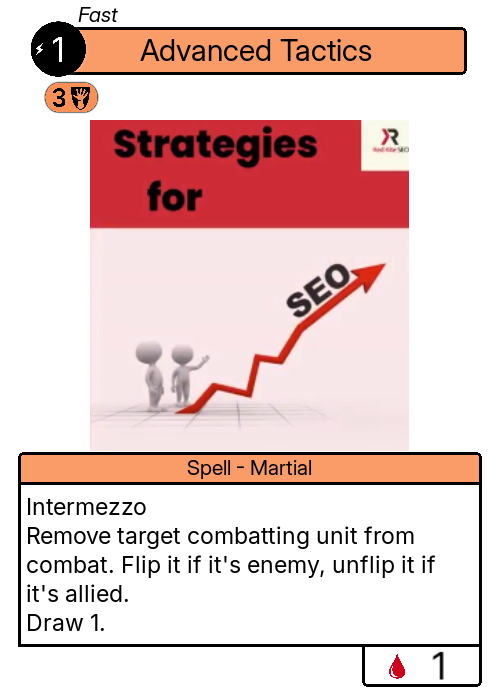 Fast
1
Advanced Tactics
3
Strategies
for
Red Kite SEO
SEO
Spell - Martial
Intermezzo
Remove target combatting unit from
combat. Flip it if it's enemy, unflip it if
it's allied.
Draw 1.
1